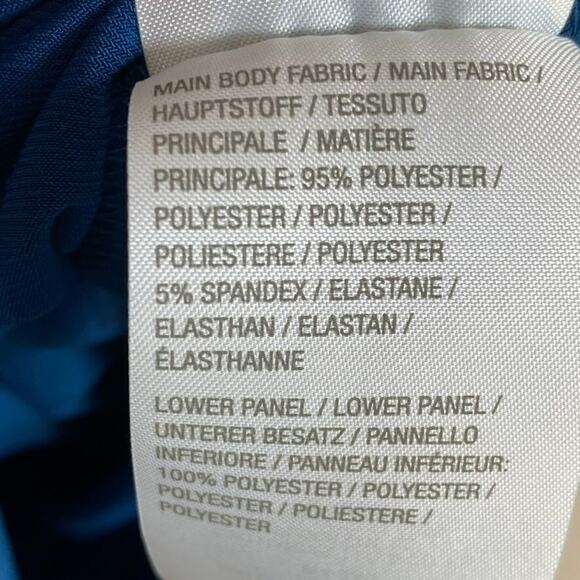 MAIN BODY FABRIC / MAIN FABRIC /
HAUPTSTOFF / TESSUTO
PRINCIPALE / MATIÈRE
PRINCIPALE: 95% POLYESTER /
POLYESTER / POLYESTER /
POLIESTERE / POLYESTER
5% SPANDEX / ELASTANE /
ELASTHAN / ELASTAN /
ÉLASTHANNE
LOWER PANEL / LOWER PANEL /
UNTERER BESATZ / PANNELLO
INFERIORE / PANNEAU INFÉRIEUR:
100% POLYESTER / POLYESTER /
POLYESTER / POLIESTERE /
POLYESTER